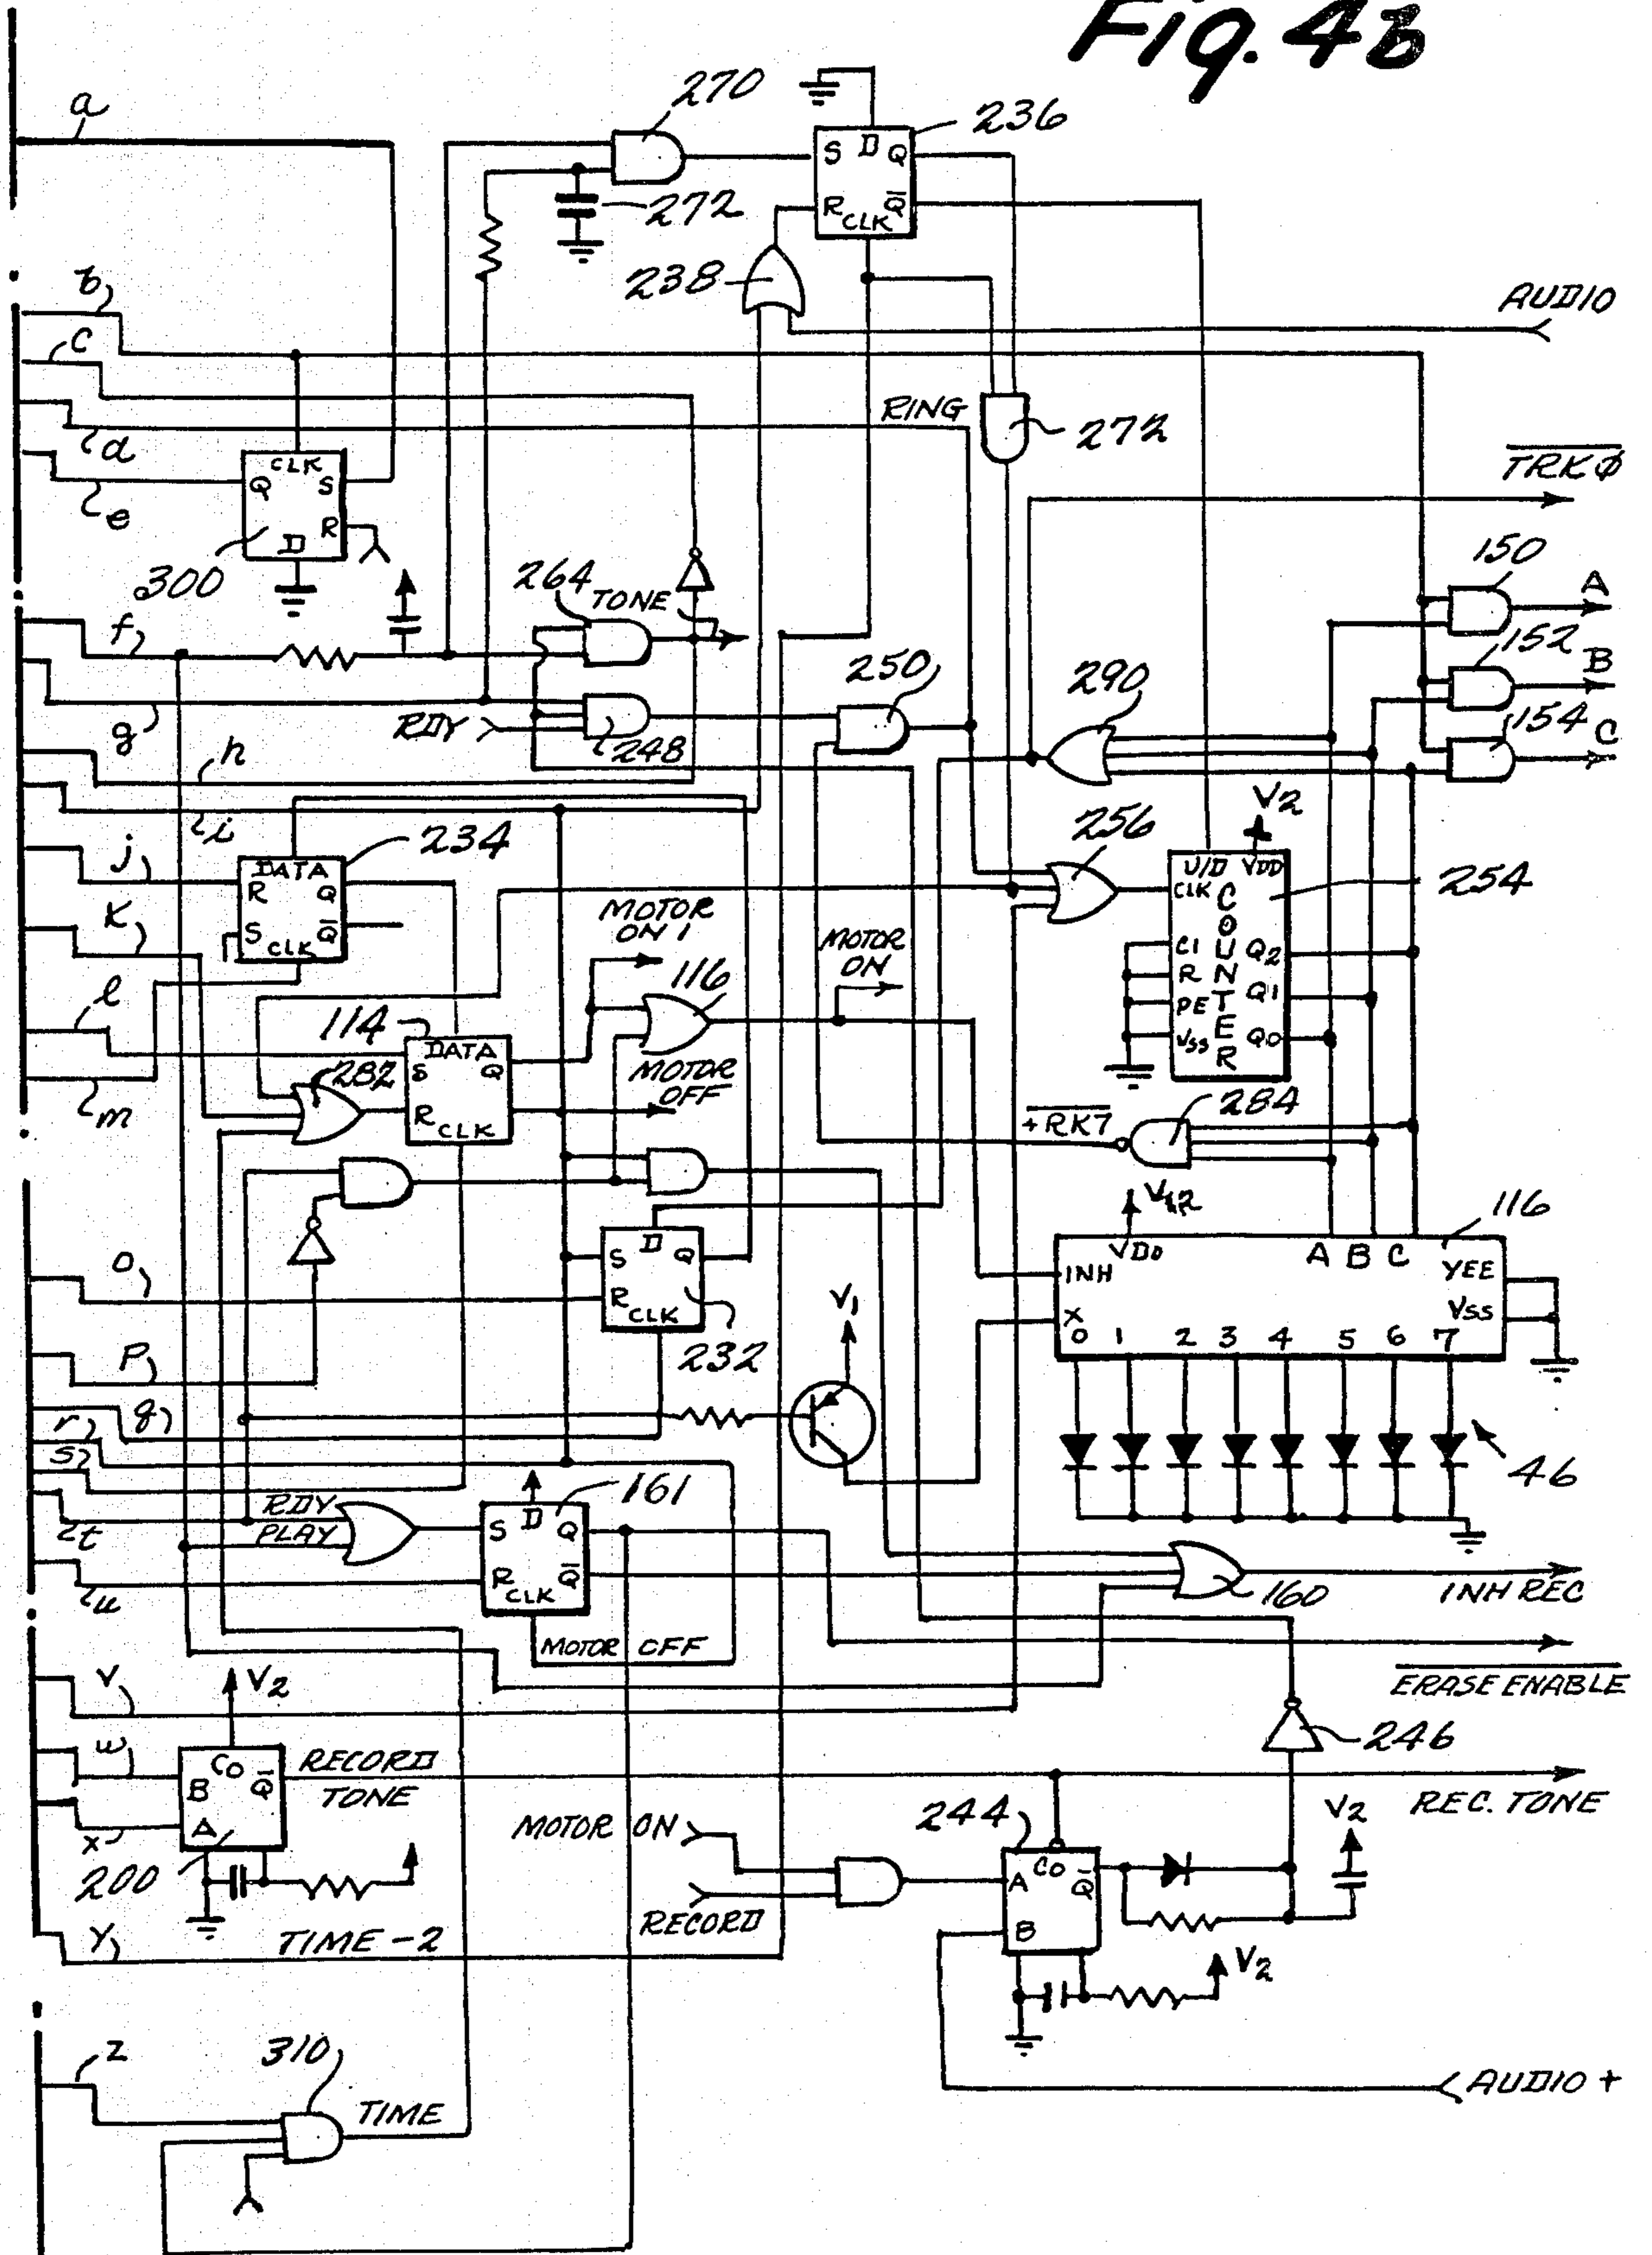 Fig. 4b
a
270
236
S D Q
R CLK Q̅
272
238
b
c
AUDIO
RING
272
d
CLK
Q S
R
D
e
300
TRK0̅
150
A
264
TONE
f
152
B
250
290
154
C
RDY
248
g
h
i
V2
j
234
256
DATA
R Q
S CLK Q̅
U/D VDD
CLK
COUNTER
254
MOTOR ON 1
MOTOR ON
K
CI
R
PE
VSS
Q2
Q1
Q0
116
l
114
DATA
S Q
R CLK
282
MOTOR OFF
m
+RK7
284
116
VDD
A B C
YEE
INH
VSS
X
0 1 2 3 4 5 6 7
o
S D Q
R CLK
232
V1
P
r
q
s
46
161
RDY
PLAY
t
S D Q
R CLK Q̅
u
160
INH REC
MOTOR OFF
V
V2
ERASE ENABLE
w
B CO Q̅
A
RECORD TONE
246
x
200
MOTOR ON
244
V2
REC. TONE
A CO Q̅
B
RECORD
Y
TIME-2
V2
z
310
TIME
AUDIO +